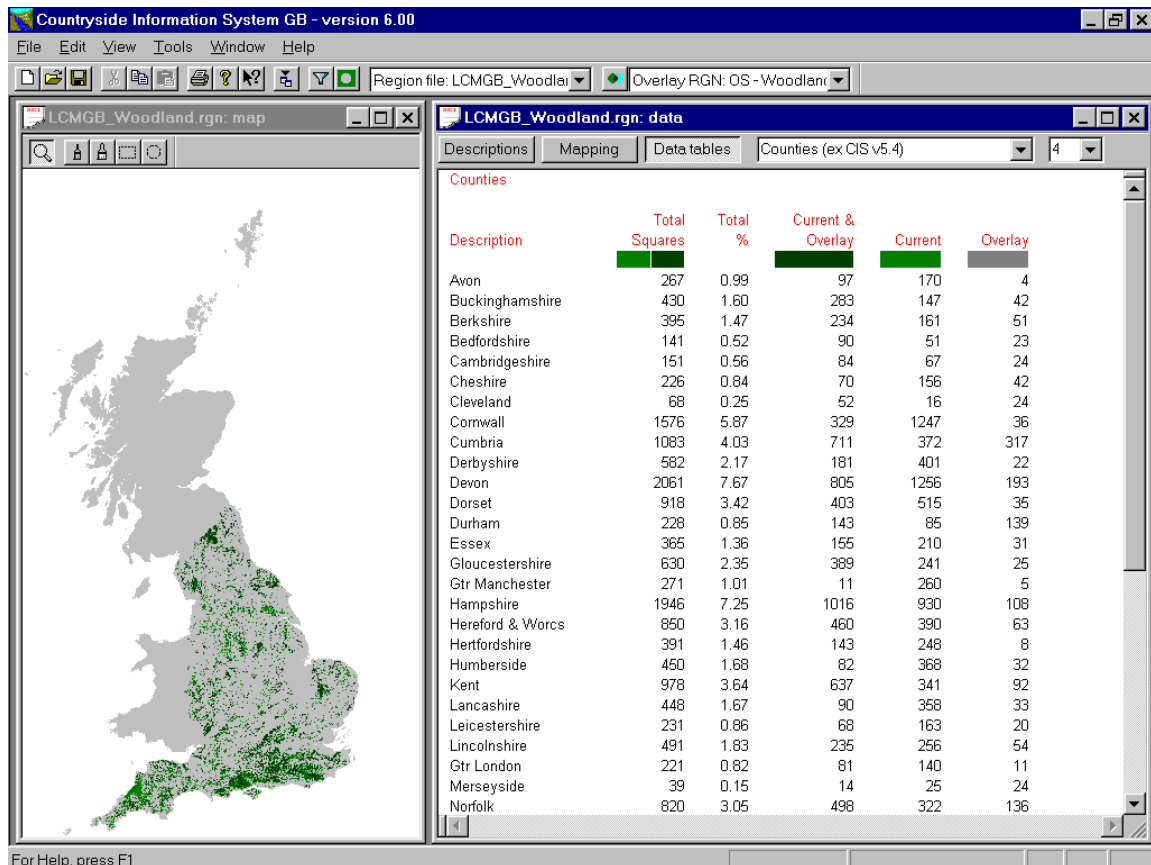 Countryside Information System GB - version 6.00
File Edit View Tools Window Help
Region file: LCMGB_Woodla Overlay RGN: OS - Woodlan
LCMGB_Woodland.rgn: map
LCMGB_Woodland.rgn: data
Descriptions Mapping Data tables Counties (ex CIS v5.4) 4
Counties
Total Total Current &
Description Squares % Overlay Current Overlay
Avon 267 0.99 97 170 4
Buckinghamshire 430 1.60 283 147 42
Berkshire 395 1.47 234 161 51
Bedfordshire 141 0.52 90 51 23
Cambridgeshire 151 0.56 84 67 24
Cheshire 226 0.84 70 156 42
Cleveland 68 0.25 52 16 24
Cornwall 1576 5.87 329 1247 36
Cumbria 1083 4.03 711 372 317
Derbyshire 582 2.17 181 401 22
Devon 2061 7.67 805 1256 193
Dorset 918 3.42 403 515 35
Durham 228 0.85 143 85 139
Essex 365 1.36 155 210 31
Gloucestershire 630 2.35 389 241 25
Gtr Manchester 271 1.01 11 260 5
Hampshire 1946 7.25 1016 930 108
Hereford & Worcs 850 3.16 460 390 63
Hertfordshire 391 1.46 143 248 8
Humberside 450 1.68 82 368 32
Kent 978 3.64 637 341 92
Lancashire 448 1.67 90 358 33
Leicestershire 231 0.86 68 163 20
Lincolnshire 491 1.83 235 256 54
Gtr London 221 0.82 81 140 11
Merseyside 39 0.15 14 25 24
Norfolk 820 3.05 498 322 136
For Help, press F1